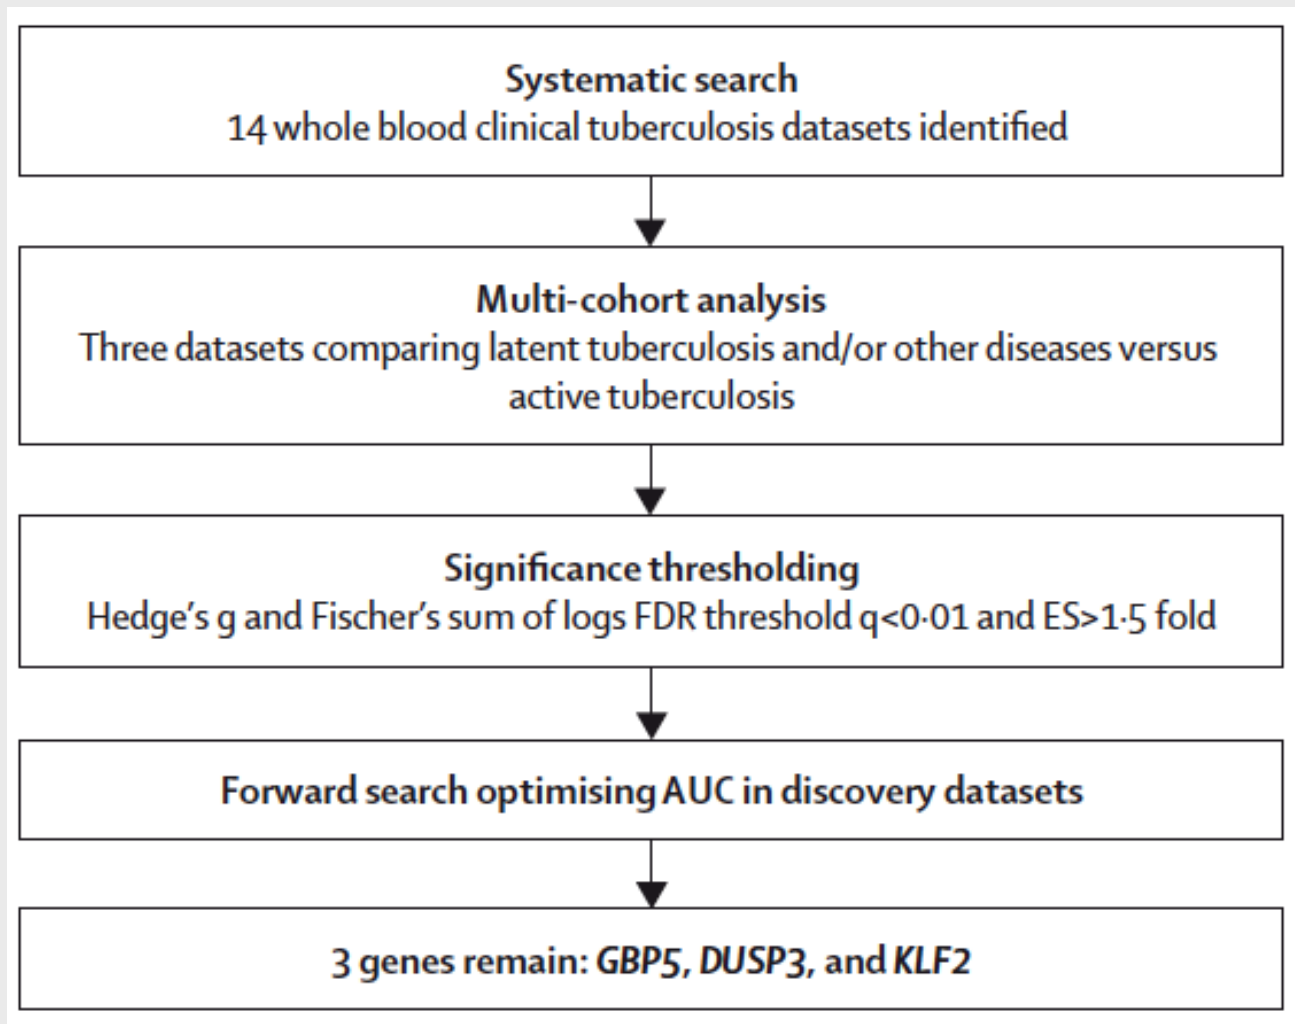 Systematic search
14 whole blood clinical tuberculosis datasets identified
Multi-cohort analysis
Three datasets comparing latent tuberculosis and/or other diseases versus
active tuberculosis
Significance thresholding
Hedge's g and Fischer's sum of logs FDR threshold q<0·01 and ES>1·5 fold
Forward search optimising AUC in discovery datasets
3 genes remain: GBP5, DUSP3, and KLF2